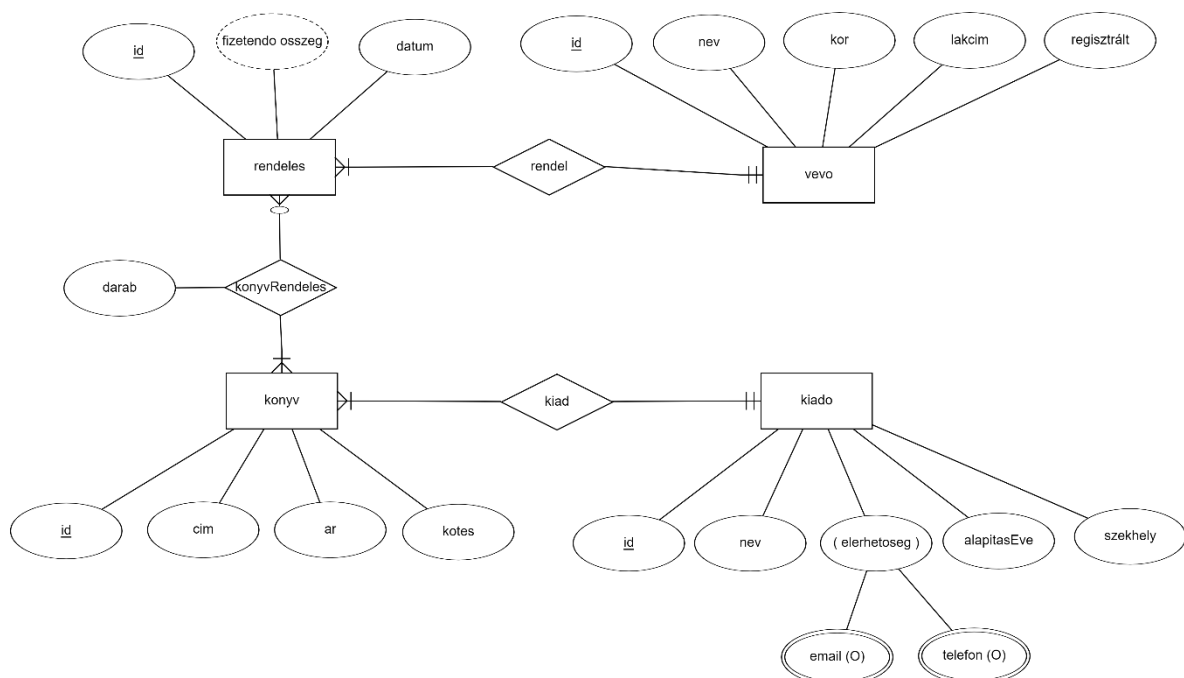 id
fizetendo osszeg
datum
id
nev
kor
lakcim
regisztrált
rendeles
rendel
vevo
darab
konyvRendeles
konyv
kiad
kiado
id
cim
ar
kotes
id
nev
( elerhetoseg )
alapitasEve
szekhely
email (O)
telefon (O)